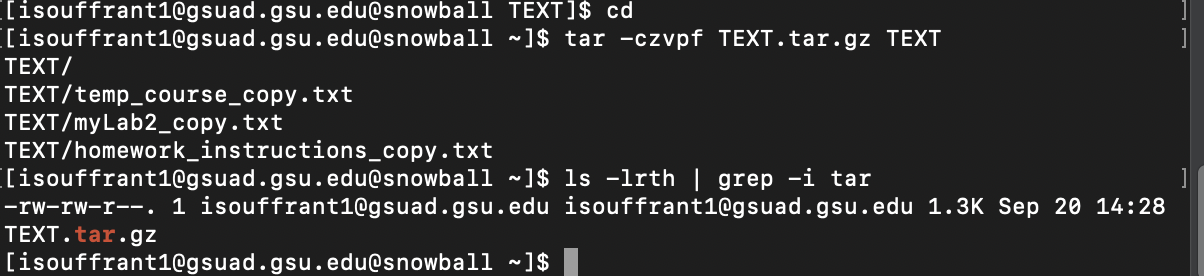 [[isouffrant1@gsuad.gsu.edu@snowball TEXT]$ cd ]
[[isouffrant1@gsuad.gsu.edu@snowball ~]$ tar -czvpf TEXT.tar.gz TEXT ]
TEXT/
TEXT/temp_course_copy.txt
TEXT/myLab2_copy.txt
TEXT/homework_instructions_copy.txt
[[isouffrant1@gsuad.gsu.edu@snowball ~]$ ls -lrth | grep -i tar ]
-rw-rw-r--. 1 isouffrant1@gsuad.gsu.edu isouffrant1@gsuad.gsu.edu 1.3K Sep 20 14:28
TEXT.tar.gz
[isouffrant1@gsuad.gsu.edu@snowball ~]$